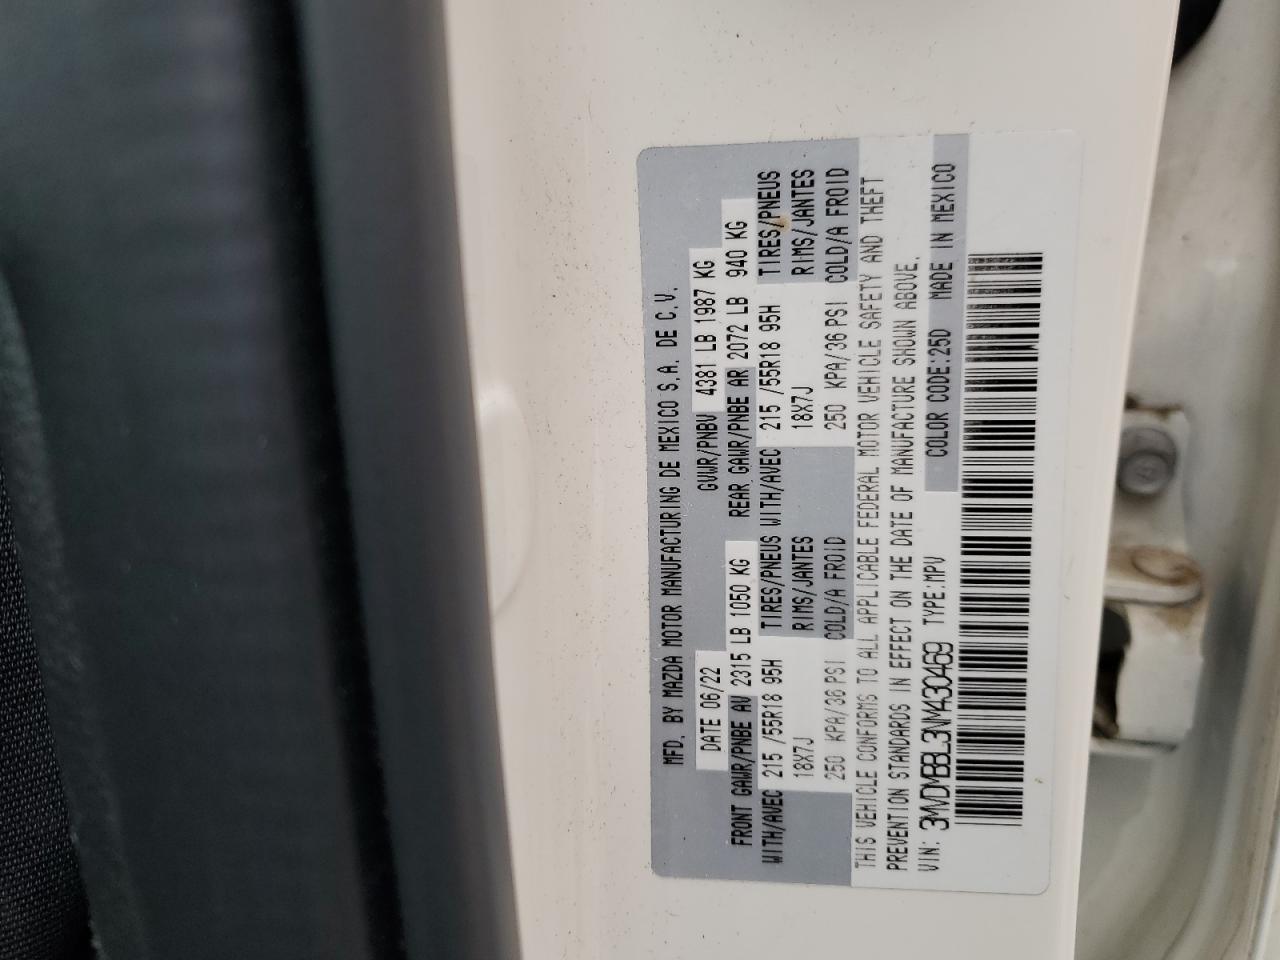 MFD. BY MAZDA MOTOR MANUFACTURING DE MEXICO S.A. DE C.V.
DATE 06/22 GVWR/PNBV 4381 LB 1987 KG
FRONT GAWR/PNBE AV 2315 LB 1050 KG REAR GAWR/PNBE AR 2072 LB 940 KG
WITH/AVEC 215 /55R18 95H TIRES/PNEUS WITH/AVEC 215 /55R18 95H TIRES/PNEUS
18X7J RIMS/JANTES 18X7J RIMS/JANTES
250 KPA/36 PSI COLD/A FROID 250 KPA/36 PSI COLD/A FROID
THIS VEHICLE CONFORMS TO ALL APPLICABLE FEDERAL MOTOR VEHICLE SAFETY AND THEFT
PREVENTION STANDARDS IN EFFECT ON THE DATE OF MANUFACTURE SHOWN ABOVE.
VIN: 3MVDMBBL3NM430469 TYPE:MPV COLOR CODE:25D MADE IN MEXICO